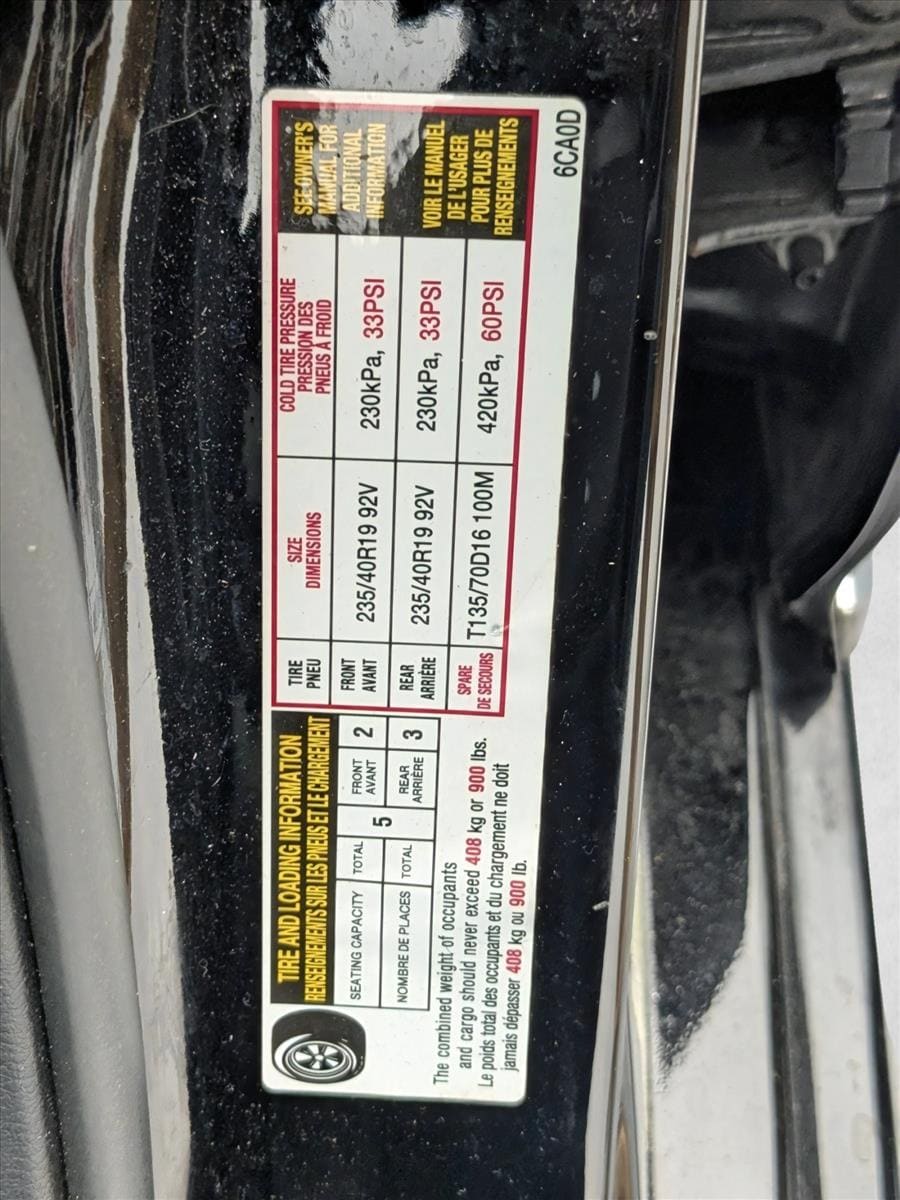 TIRE AND LOADING INFORMATION
RENSEIGNEMENTS SUR LES PNEUS ET LE CHARGEMENT
SEATING CAPACITY TOTAL 5 FRONT AVANT 2
NOMBRE DE PLACES TOTAL REAR ARRIÈRE 3
The combined weight of occupants
and cargo should never exceed 408 kg or 900 lbs.
Le poids total des occupants et du chargement ne doit
jamais dépasser 408 kg ou 900 lb.
TIRE
PNEU
SIZE
DIMENSIONS
COLD TIRE PRESSURE
PRESSION DES
PNEUS À FROID
FRONT
AVANT
235/40R19 92V
230kPa, 33PSI
REAR
ARRIÈRE
235/40R19 92V
230kPa, 33PSI
SPARE
DE SECOURS
T135/70D16 100M
420kPa, 60PSI
SEE OWNER'S
MANUAL FOR
ADDITIONAL
INFORMATION
VOIR LE MANUEL
DE L'USAGER
POUR PLUS DE
RENSEIGNEMENTS
6CA0D